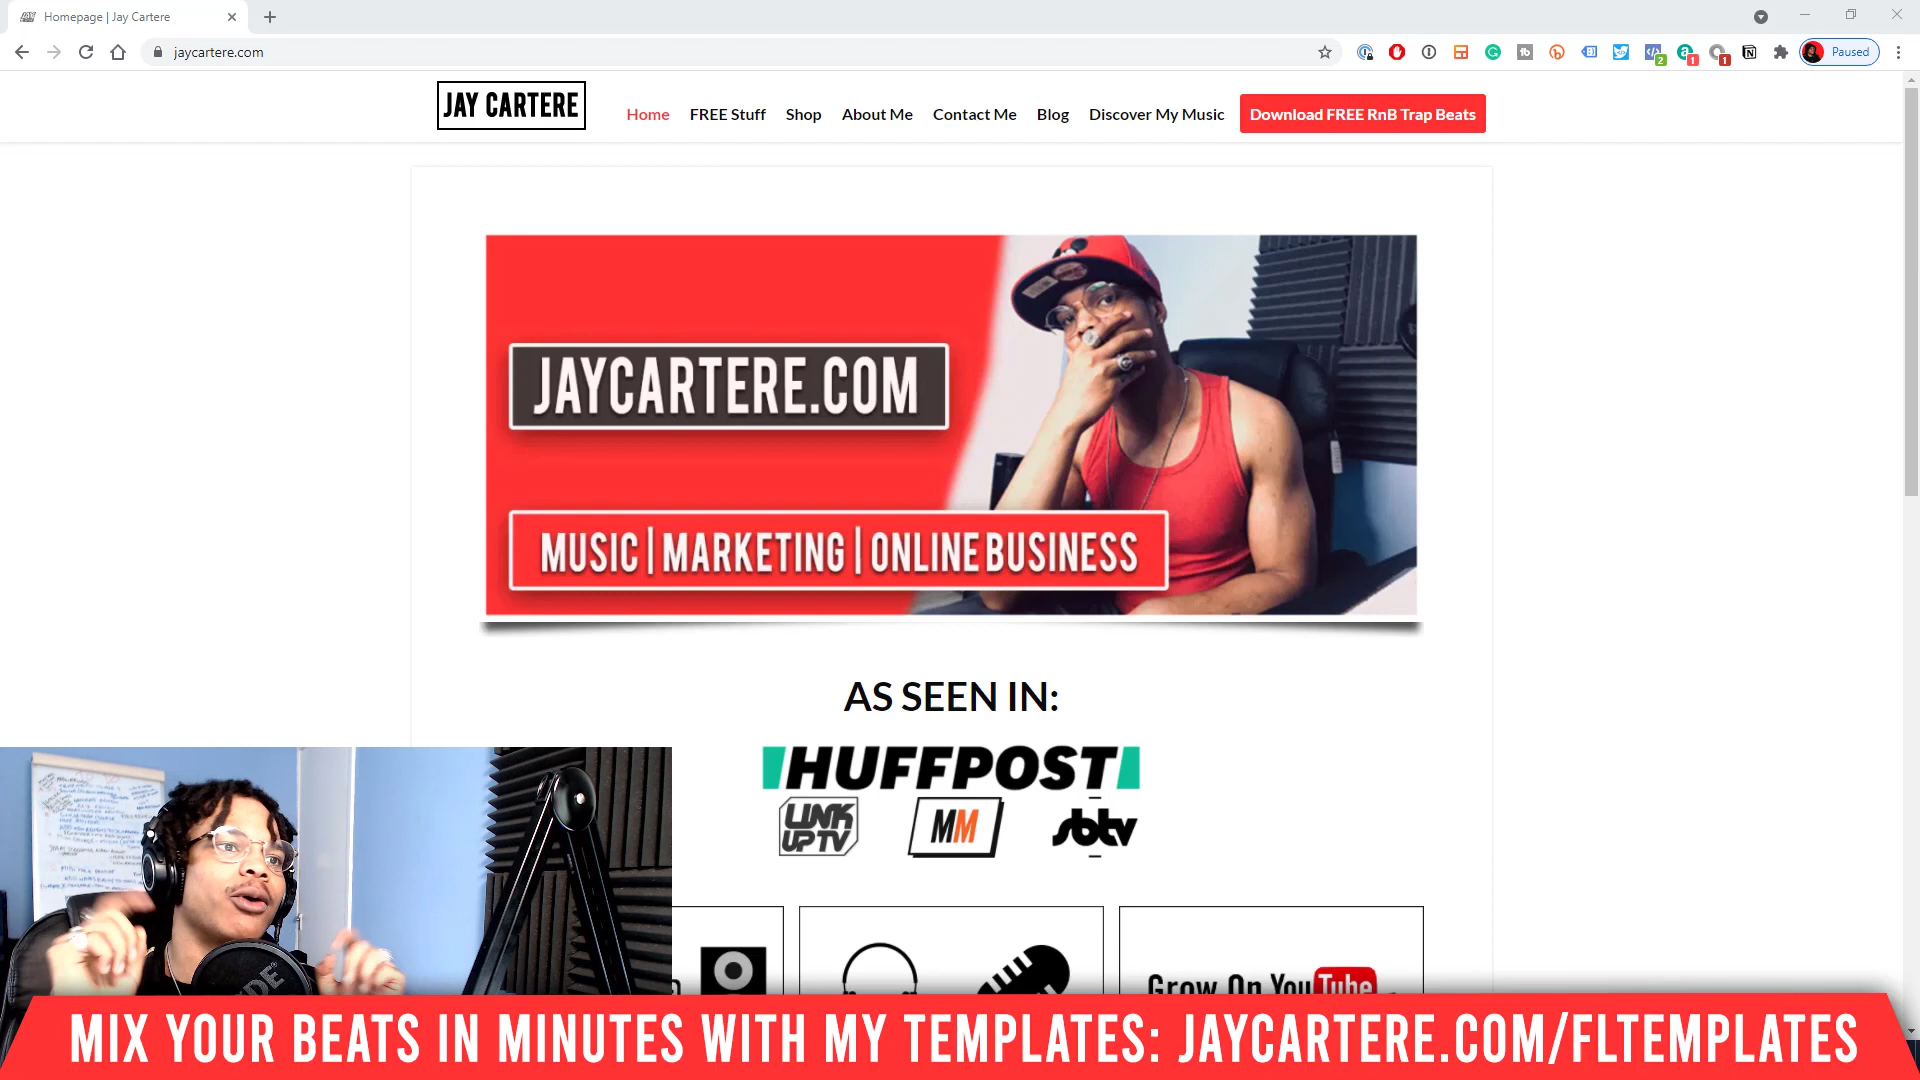 Homepage | Jay Cartere
jaycartere.com
Paused
JAY CARTERE
Home
FREE Stuff
Shop
About Me
Contact Me
Blog
Discover My Music
Download FREE RnB Trap Beats
JAYCARTERE.COM
MUSIC | MARKETING | ONLINE BUSINESS
AS SEEN IN:
HUFFPOST
LINK
UP TV
MM
sbtv
Grow On YouTube
MIX YOUR BEATS IN MINUTES WITH MY TEMPLATES: JAYCARTERE.COM/FLTEMPLATES